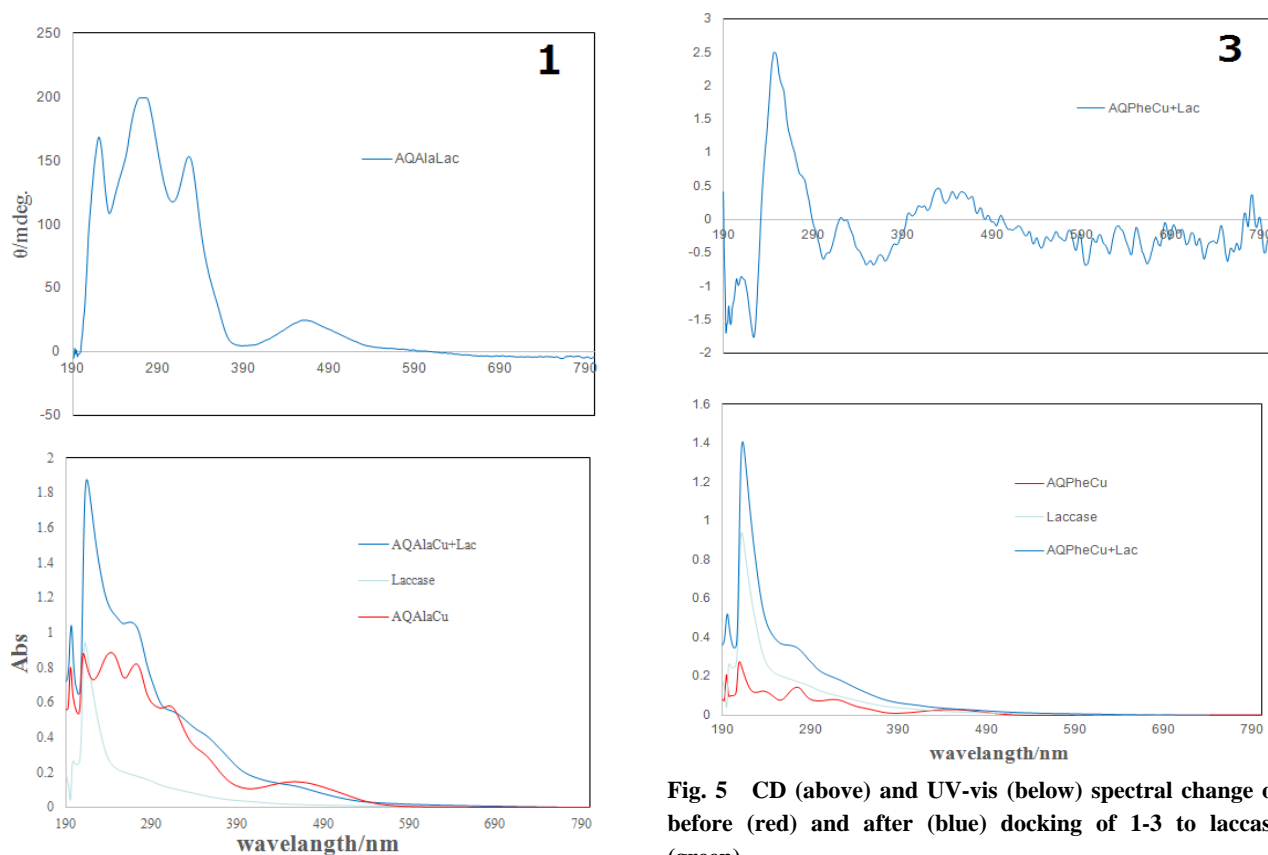 1
250
200
150
100
50
0
-50
190 290 390 490 590 690 790
θ/mdeg.
AQAlaLac
2
1.8
1.6
1.4
1.2
1
0.8
0.6
0.4
0.2
0
190 290 390 490 590 690 790
Abs
wavelangth/nm
AQAlaCu+Lac
Laccase
AQAlaCu
3
3
2.5
2
1.5
1
0.5
0
-0.5
-1
-1.5
-2
190 290 390 490 590 690 790
AQPheCu+Lac
1.6
1.4
1.2
1
0.8
0.6
0.4
0.2
0
190 290 390 490 590 690 790
wavelangth/nm
AQPheCu
Laccase
AQPheCu+Lac
Fig. 5 CD (above) and UV-vis (below) spectral change o
before (red) and after (blue) docking of 1-3 to laccas